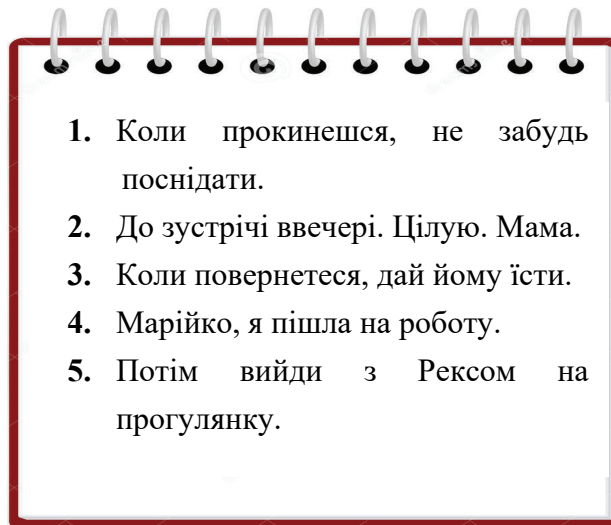 1. Коли прокинешся, не забудь
поснідати.
2. До зустрічі ввечері. Цілую. Мама.
3. Коли повернетеся, дай йому їсти.
4. Марійко, я пішла на роботу.
5. Потім вийди з Рексом на
прогулянку.